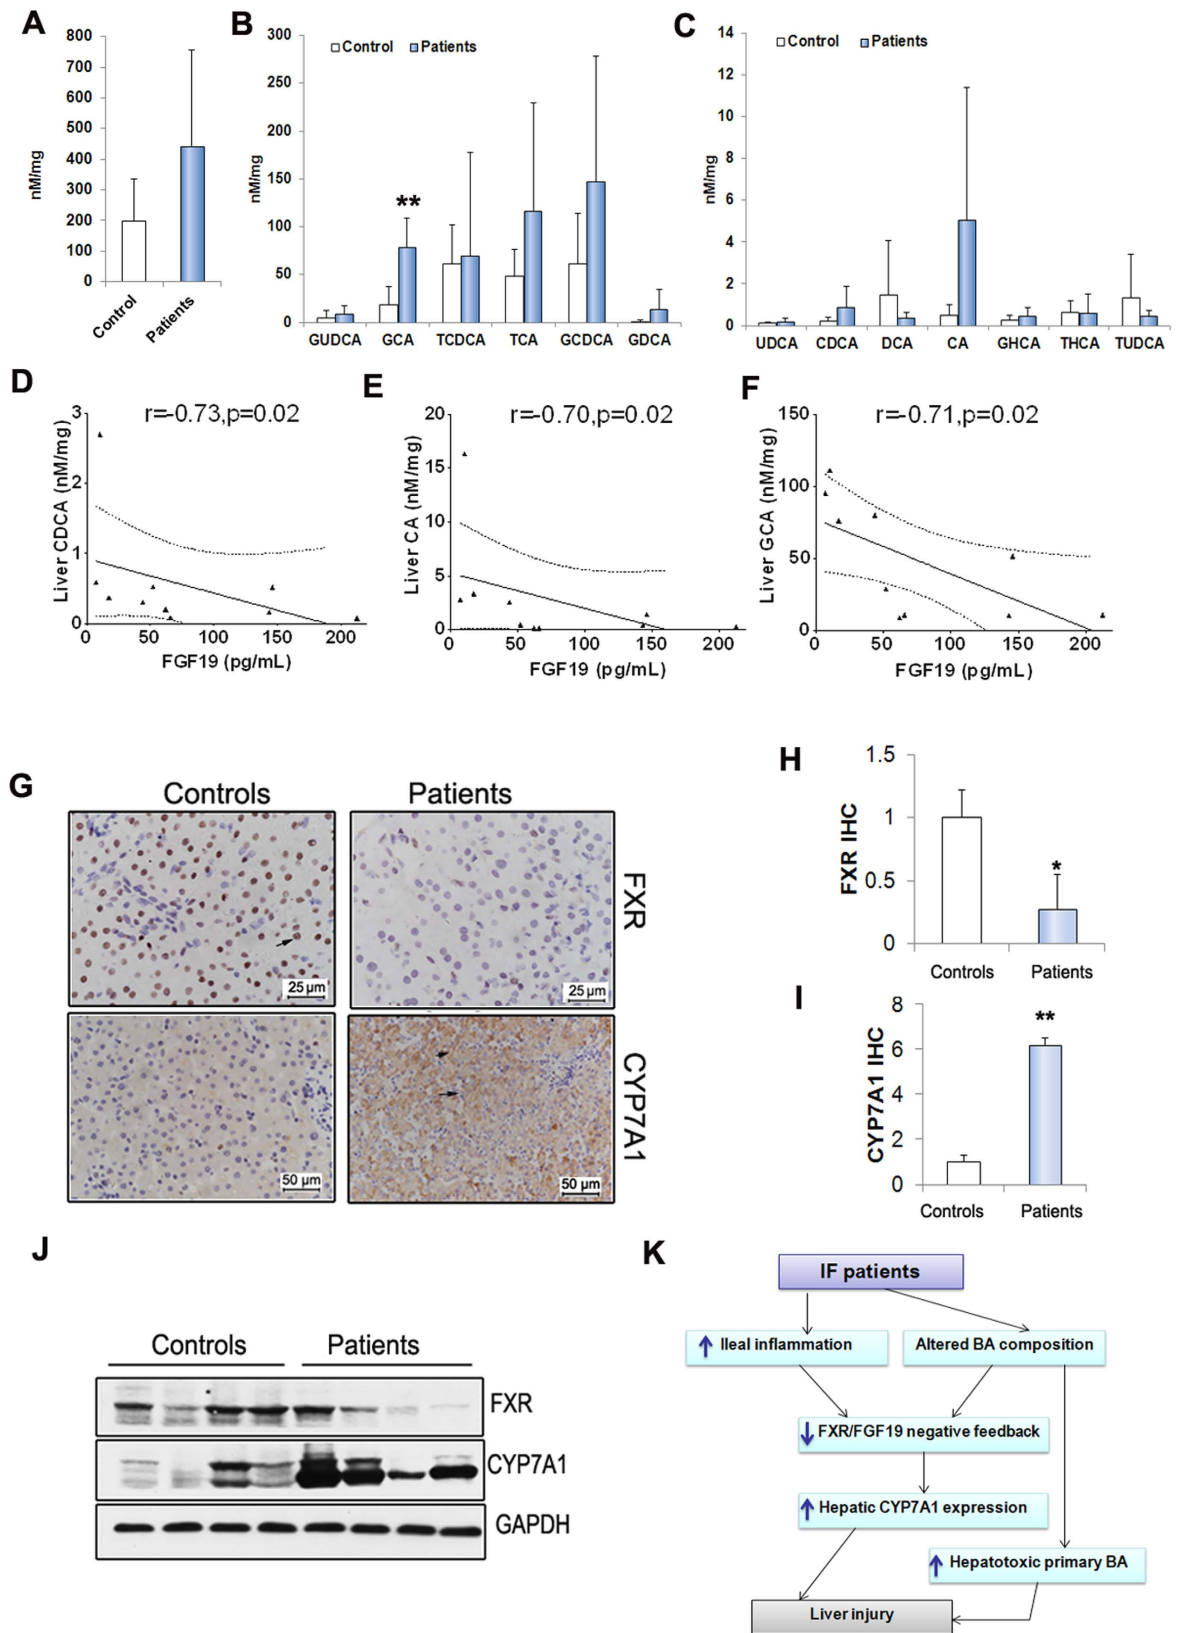 A
800
700
600
500
400
300
200
100
0
nM/mg
Control
Patients
B
300
250
200
150
100
50
0
nM/mg
Control Patients
**
GUDCA GCA TCDCA TCA GCDCA GDCA
C
14
12
10
8
6
4
2
0
nM/mg
Control Patients
UDCA CDCA DCA CA GHCA THCA TUDCA
D
r=-0.73,p=0.02
3
2
1
0
Liver CDCA (nM/mg)
0 50 100 150 200
FGF19 (pg/mL)
E
r=-0.70,p=0.02
20
15
10
5
0
Liver CA (nM/mg)
0 50 100 150 200
FGF19 (pg/mL)
F
r=-0.71,p=0.02
150
100
50
0
Liver GCA (nM/mg)
0 50 100 150 200
FGF19 (pg/mL)
G
Controls Patients
FXR
25 µm
25 µm
CYP7A1
50 µm
50 µm
H
1.5
1
0.5
0
FXR IHC
*
Controls Patients
I
8
6
4
2
0
CYP7A1 IHC
**
Controls Patients
J
Controls Patients
FXR
CYP7A1
GAPDH
K
IF patients
Ileal inflammation
Altered BA composition
FXR/FGF19 negative feedback
Hepatic CYP7A1 expression
Hepatotoxic primary BA
Liver injury